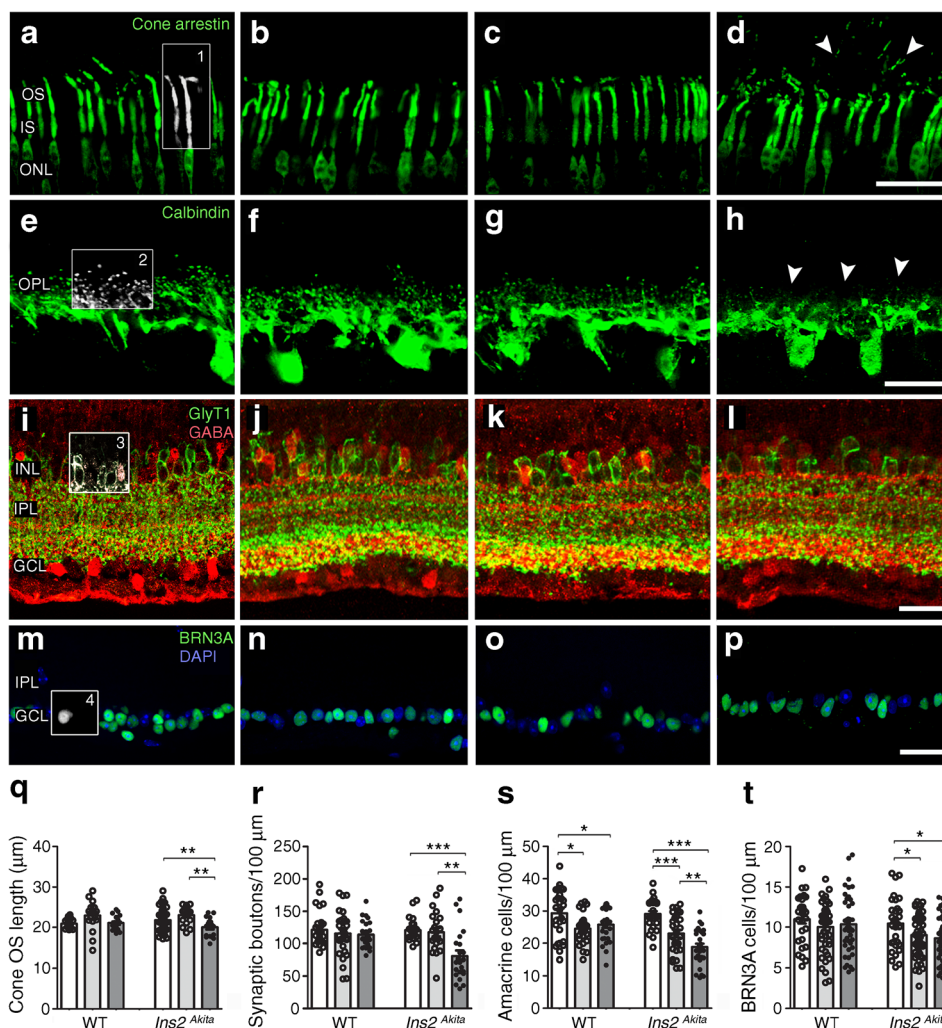 Cone arrestin
a b c d
1
OS
IS
ONL
Calbindin
e f g h
2
OPL
GlyT1
GABA
i j k l
3
INL
IPL
GCL
BRN3A
DAPI
m n o p
4
IPL
GCL
q r s t
Cone OS length (µm)
40
30
20
10
0
** 
**
WT Ins2 Akita
Synaptic boutons/100 µm
250
200
150
100
50
0
***
**
WT Ins2 Akita
Amacrine cells/100 µm
50
40
30
20
10
0
*
*
***
***
**
WT Ins2 Akita
BRN3A cells/100 µm
20
15
10
5
0
*
*
WT Ins2 Akita